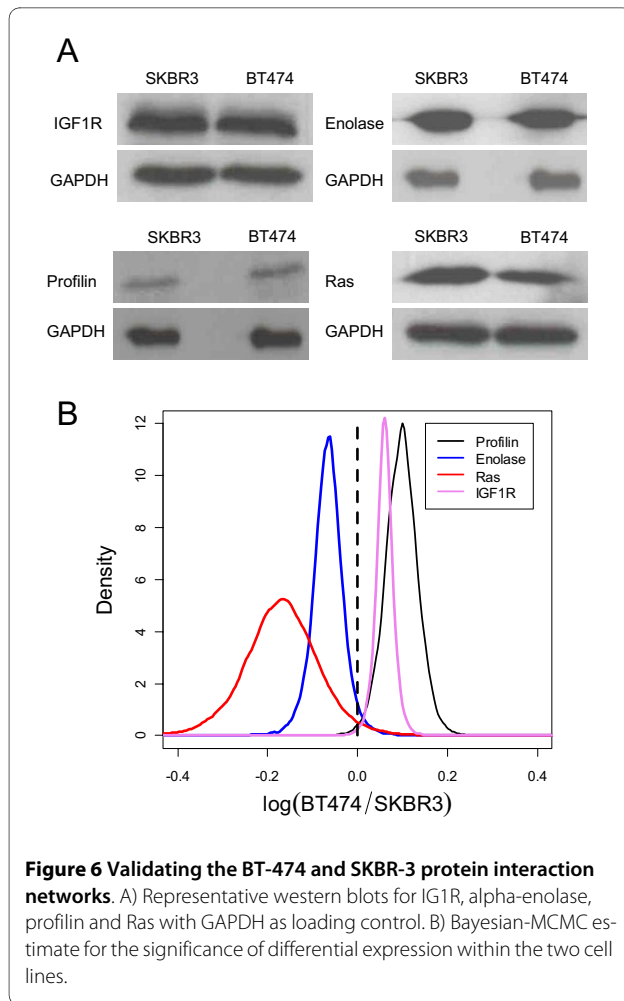 A
SKBR3 BT474
IGF1R
GAPDH
SKBR3 BT474
Enolase
GAPDH
SKBR3 BT474
Profilin
GAPDH
SKBR3 BT474
Ras
GAPDH
B
Density
0
2
4
6
8
10
12
Profilin
Enolase
Ras
IGF1R
-0.4 -0.2 0.0 0.2 0.4
log(BT474/SKBR3)
Figure 6 Validating the BT-474 and SKBR-3 protein interaction
networks. A) Representative western blots for IG1R, alpha-enolase,
profilin and Ras with GAPDH as loading control. B) Bayesian-MCMC es-
timate for the significance of differential expression within the two cell
lines.